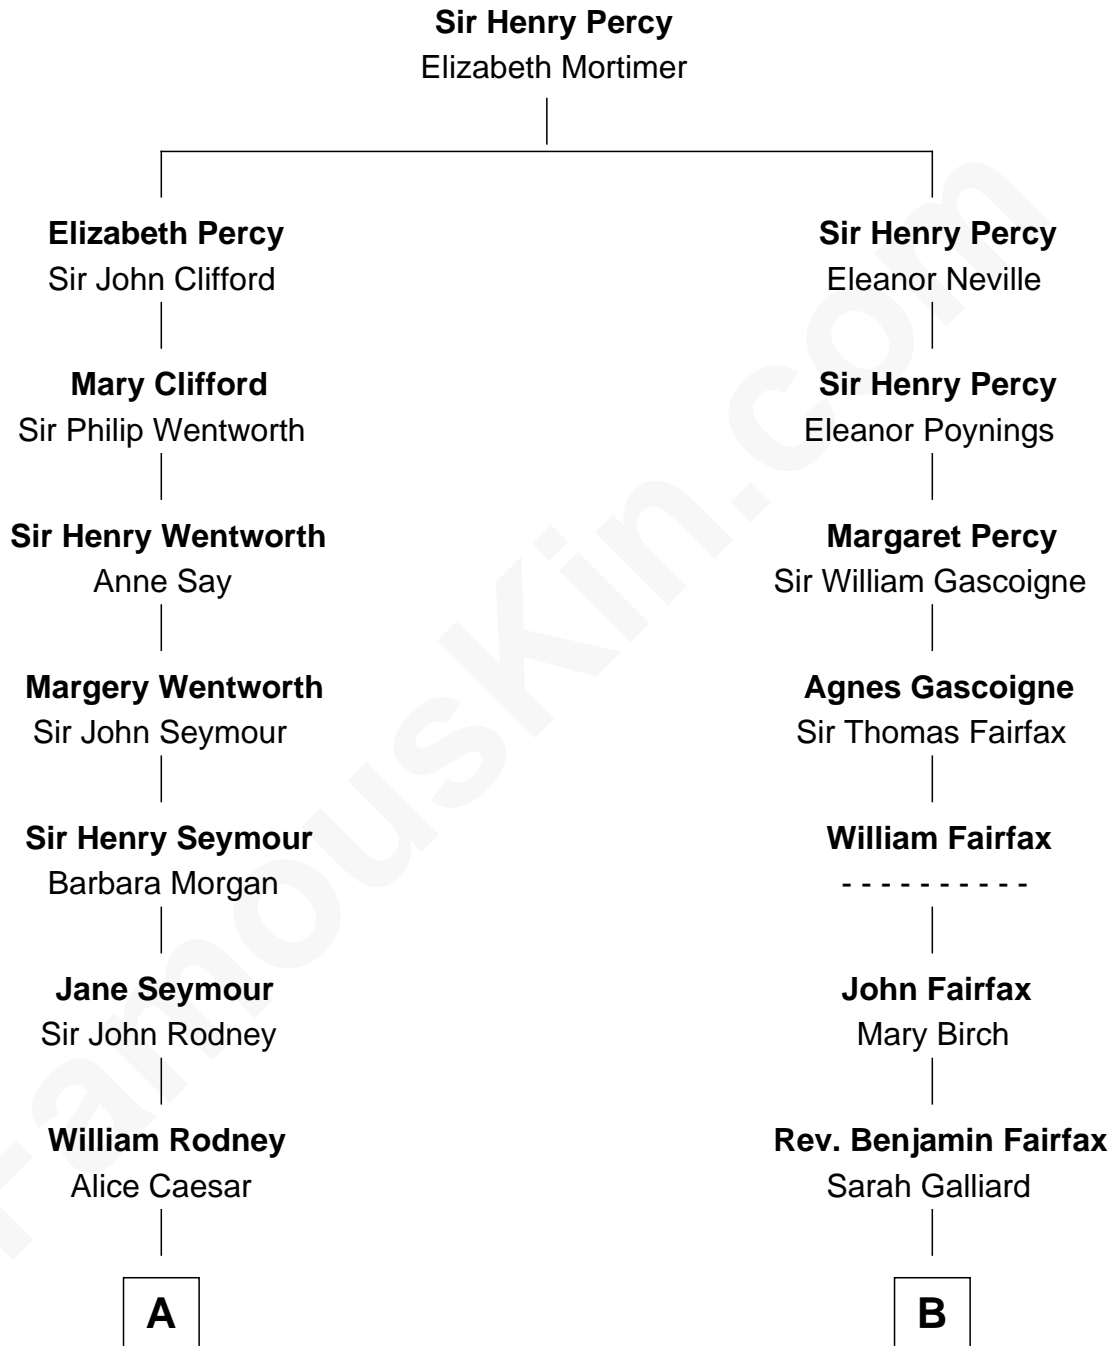 Sir Henry Percy
Elizabeth Mortimer
Elizabeth Percy
Sir John Clifford
Sir Henry Percy
Eleanor Neville
Mary Clifford
Sir Philip Wentworth
Sir Henry Percy
Eleanor Poynings
Sir Henry Wentworth
Anne Say
Margaret Percy
Sir William Gascoigne
Margery Wentworth
Sir John Seymour
Agnes Gascoigne
Sir Thomas Fairfax
Sir Henry Seymour
Barbara Morgan
William Fairfax
- - - - - - - - - -
Jane Seymour
Sir John Rodney
John Fairfax
Mary Birch
William Rodney
Alice Caesar
Rev. Benjamin Fairfax
Sarah Galliard
A
B
FamousKin.com